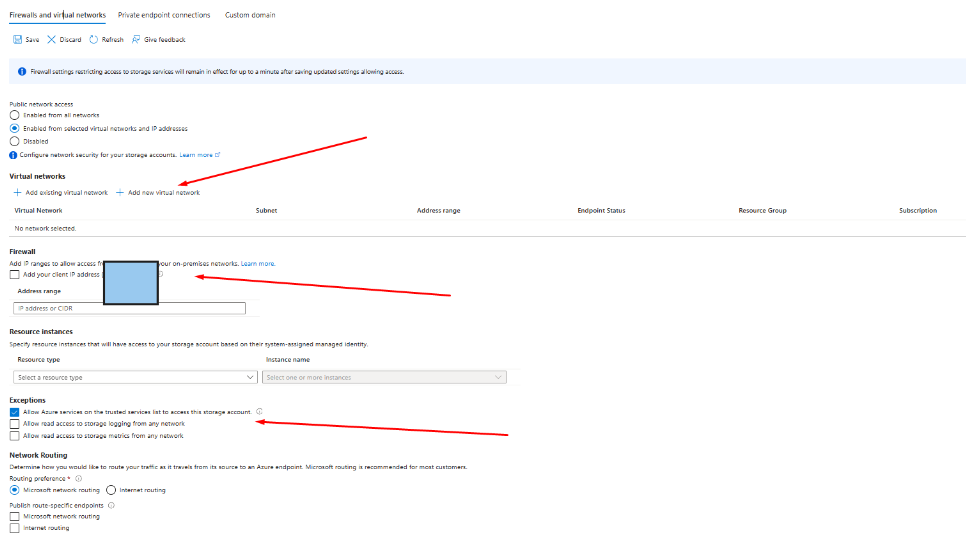 Firewalls and virtual networks Private endpoint connections Custom domain
Save Discard Refresh Give feedback
Firewall settings restricting access to storage services will remain in effect for up to a minute after saving updated settings allowing access.
Public network access
Enabled from all networks
Enabled from selected virtual networks and IP addresses
Disabled
Configure network security for your storage accounts. Learn more
Virtual networks
Add existing virtual network Add new virtual network
Virtual Network Subnet Address range Endpoint Status Resource Group Subscription
No network selected.
Firewall
Add IP ranges to allow access your on-premises networks. Learn more.
Add your client IP address
Address range
IP address or CIDR
Resource instances
Specify resource instances that will have access to your storage account based on their system-assigned managed identity.
Resource type Instance name
Select a resource type Select one or more instances
Exceptions
Allow Azure services on the trusted services list to access this storage account.
Allow read access to storage logging from any network
Allow read access to storage metrics from any network
Network Routing
Determine how you would like to route your traffic as it travels from its source to an Azure endpoint. Microsoft routing is recommended for most customers.
Routing preference *
Microsoft network routing Internet routing
Publish route-specific endpoints
Microsoft network routing
Internet routing